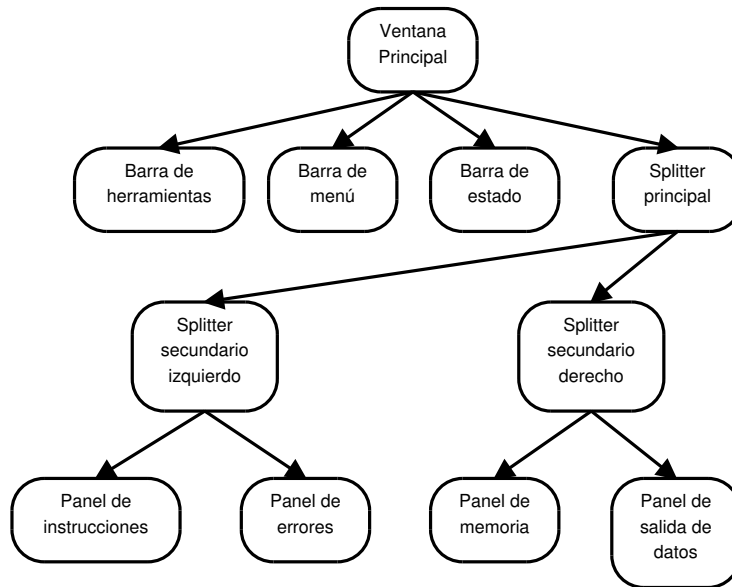 Ventana
Principal
Barra de
herramientas
Barra de
menú
Barra de
estado
Splitter
principal
Splitter
secundario
izquierdo
Splitter
secundario
derecho
Panel de
instrucciones
Panel de
errores
Panel de
memoria
Panel de
salida de
datos